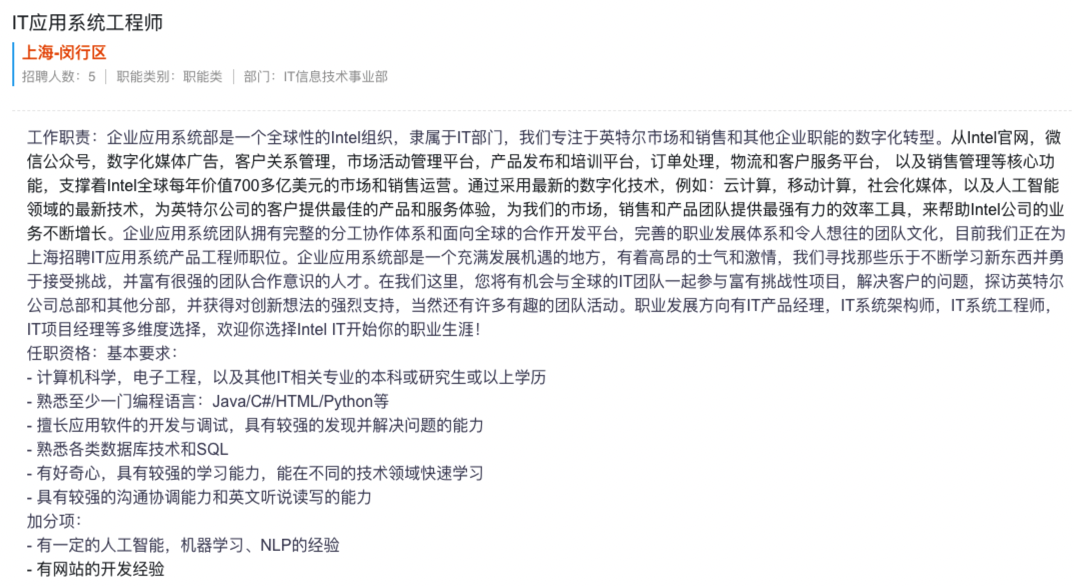 IT应用系统工程师
上海-闵行区
招聘人数：5 | 职能类别：职能类 | 部门：IT信息技术事业部
工作职责：企业应用系统部是一个全球性的Intel组织，隶属于IT部门，我们专注于英特尔市场和销售和其他企业职能的数字化转型。从Intel官网，微
信公众号，数字化媒体广告，客户关系管理，市场活动管理平台，产品发布和培训平台，订单处理，物流和客户服务平台， 以及销售管理等核心功
能，支撑着Intel全球每年价值700多亿美元的市场和销售运营。通过采用最新的数字化技术，例如：云计算，移动计算，社会化媒体，以及人工智能
领域的最新技术，为英特尔公司的客户提供最佳的产品和服务体验，为我们的市场，销售和产品团队提供最强有力的效率工具，来帮助Intel公司的业
务不断增长。企业应用系统团队拥有完整的分工协作体系和面向全球的合作开发平台，完善的职业发展体系和令人想往的团队文化，目前我们正在为
上海招聘IT应用系统产品工程师职位。企业应用系统部是一个充满发展机遇的地方，有着高昂的士气和激情，我们寻找那些乐于不断学习新东西并勇
于接受挑战，并富有很强的团队合作意识的人才。在我们这里，您将有机会与全球的IT团队一起参与富有挑战性项目，解决客户的问题，探访英特尔
公司总部和其他分部，并获得对创新想法的强烈支持，当然还有许多有趣的团队活动。职业发展方向有IT产品经理，IT系统架构师，IT系统工程师，
IT项目经理等多维度选择，欢迎你选择Intel IT开始你的职业生涯！
任职资格：基本要求：
- 计算机科学，电子工程，以及其他IT相关专业的本科或研究生或以上学历
- 熟悉至少一门编程语言：Java/C#/HTML/Python等
- 擅长应用软件的开发与调试，具有较强的发现并解决问题的能力
- 熟悉各类数据库技术和SQL
- 有好奇心，具有较强的学习能力，能在不同的技术领域快速学习
- 具有较强的沟通协调能力和英文听说读写的能力
加分项：
- 有一定的人工智能，机器学习、NLP的经验
- 有网站的开发经验